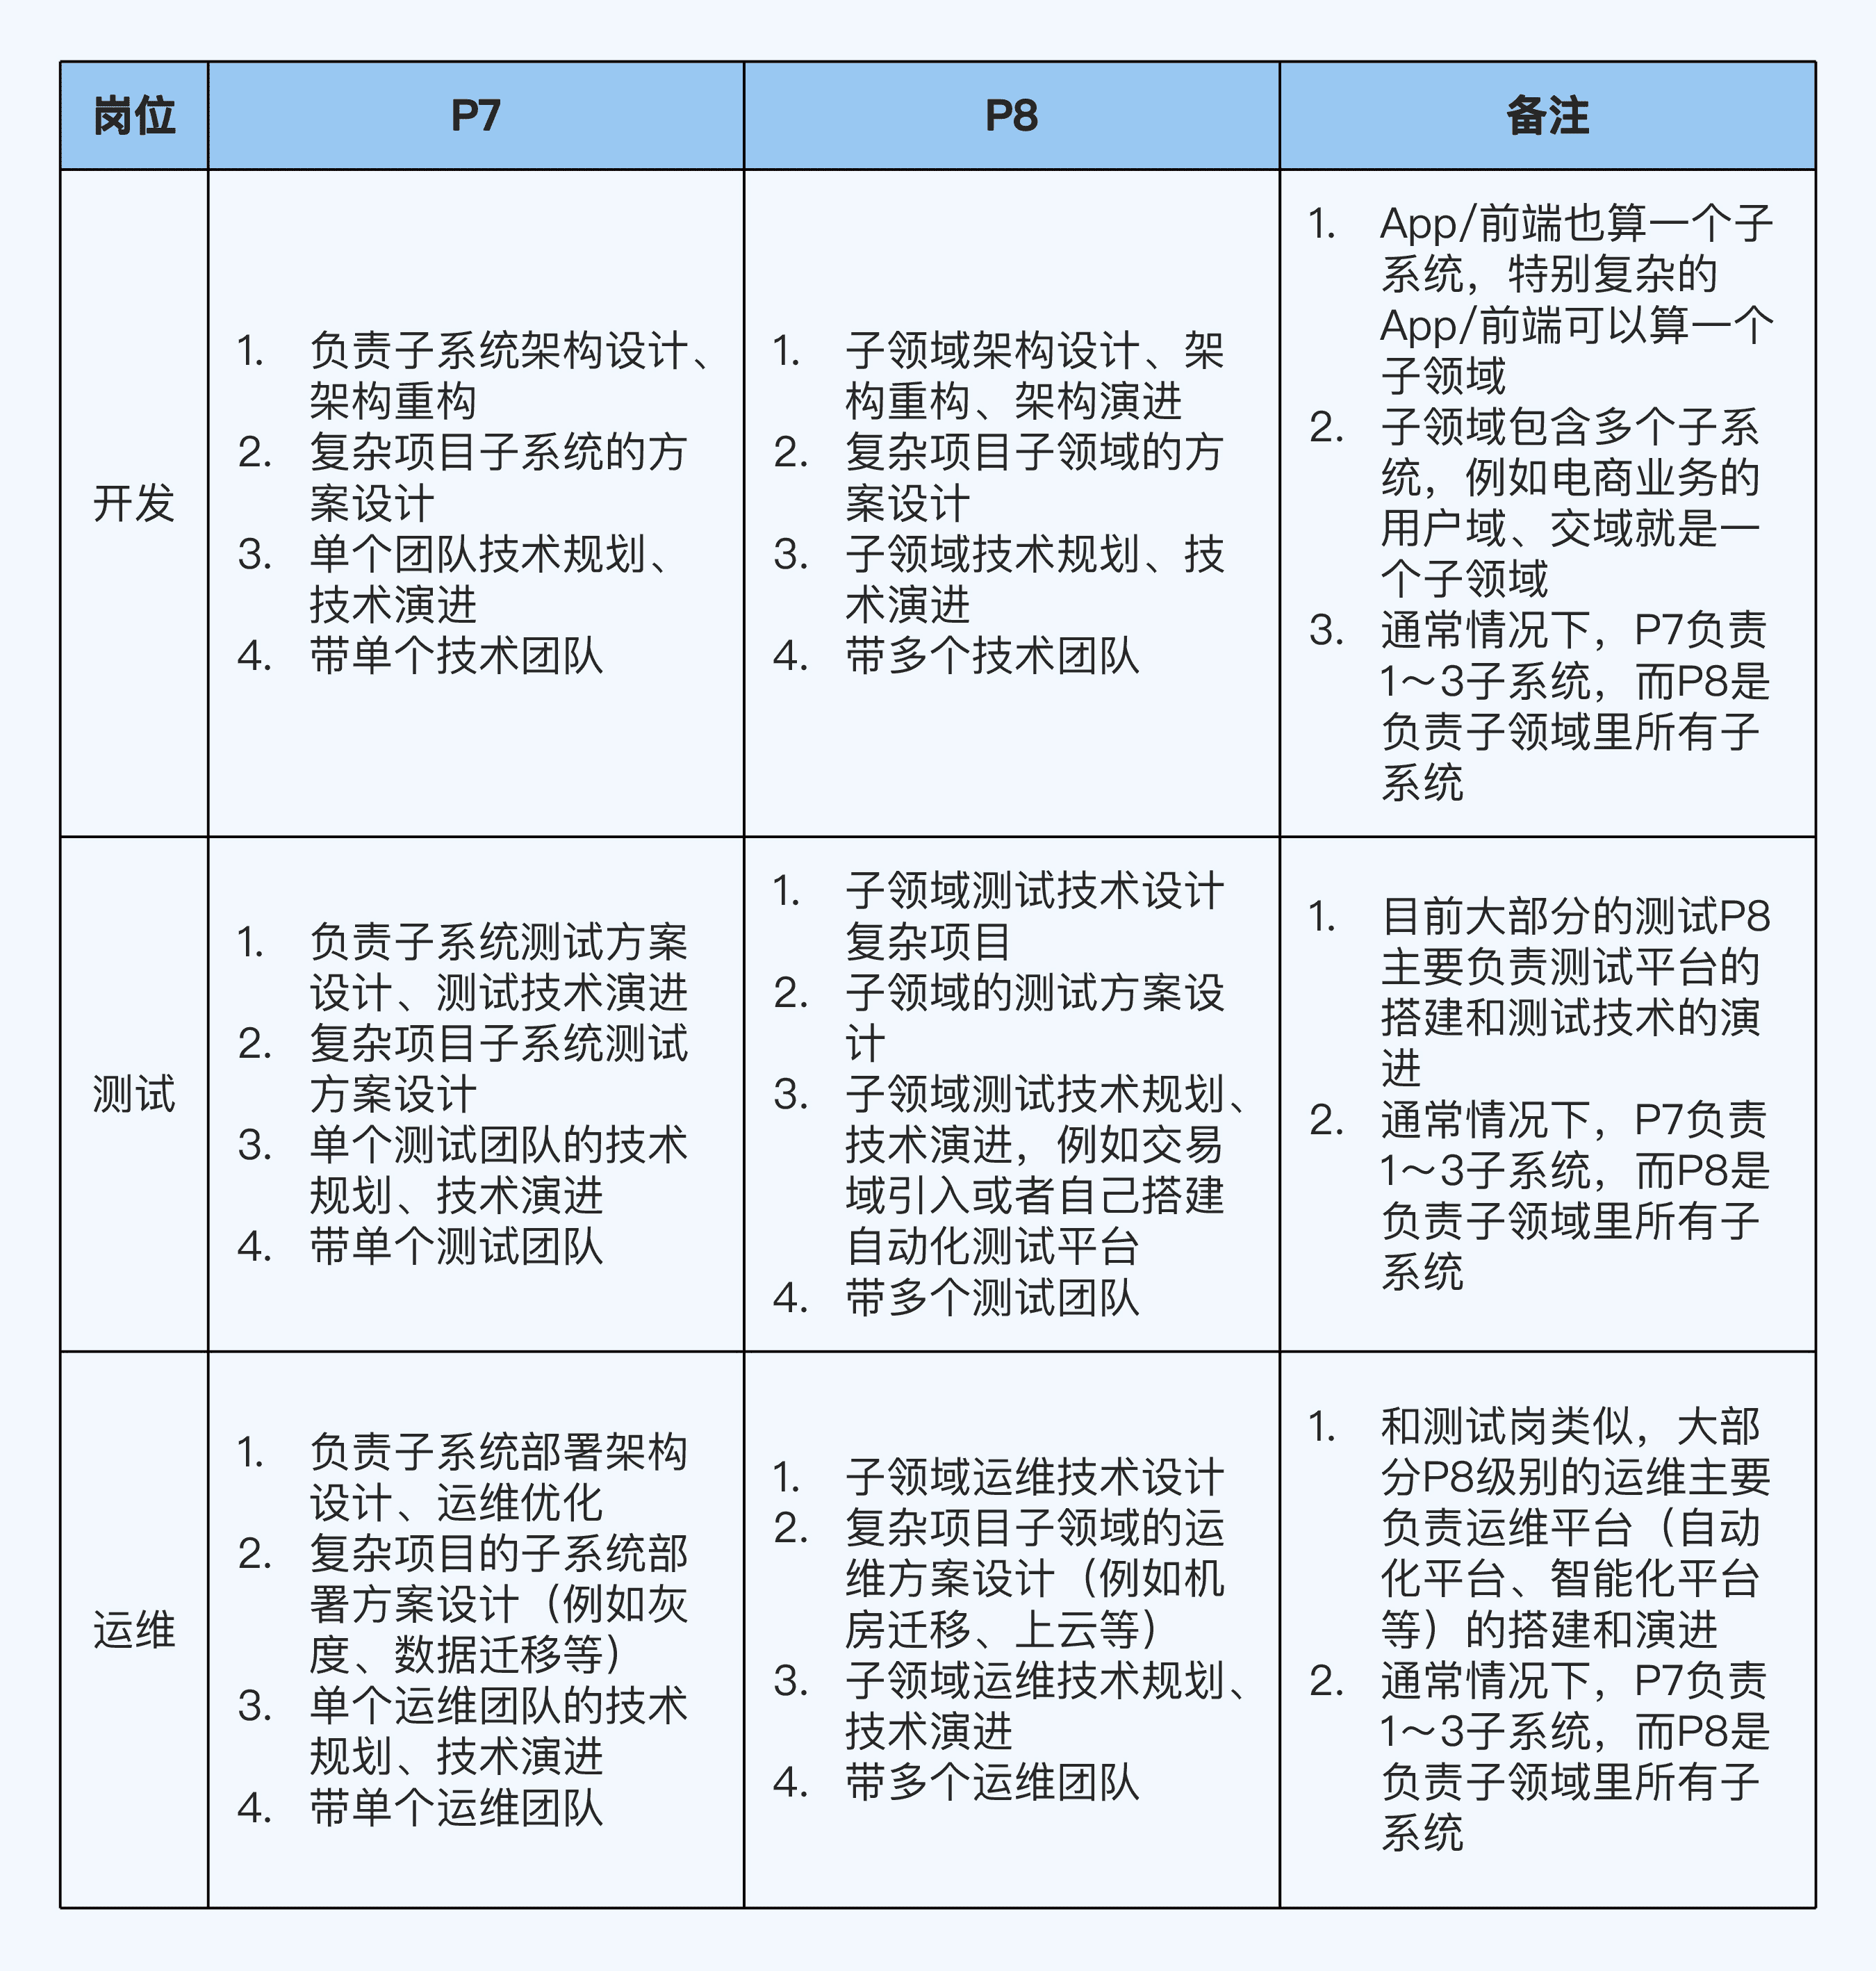 岗位
P7
P8
备注
开发
1. 负责子系统架构设计、
架构重构
2. 复杂项目子系统的方
案设计
3. 单个团队技术规划、
技术演进
4. 带单个技术团队
1. 子领域架构设计、架
构重构、架构演进
2. 复杂项目子领域的方
案设计
3. 子领域技术规划、技
术演进
4. 带多个技术团队
1. App/前端也算一个子
系统，特别复杂的
App/前端可以算一个
子领域
2. 子领域包含多个子系
统，例如电商业务的
用户域、交域就是一
个子领域
3. 通常情况下，P7负责
1～3子系统，而P8是
负责子领域里所有子
系统
测试
1. 负责子系统测试方案
设计、测试技术演进
2. 复杂项目子系统测试
方案设计
3. 单个测试团队的技术
规划、技术演进
4. 带单个测试团队
1. 子领域测试技术设计
复杂项目
2. 子领域的测试方案设
计
3. 子领域测试技术规划、
技术演进，例如交易
域引入或者自己搭建
自动化测试平台
4. 带多个测试团队
1. 目前大部分的测试P8
主要负责测试平台的
搭建和测试技术的演
进
2. 通常情况下，P7负责
1～3子系统，而P8是
负责子领域里所有子
系统
运维
1. 负责子系统部署架构
设计、运维优化
2. 复杂项目的子系统部
署方案设计（例如灰
度、数据迁移等）
3. 单个运维团队的技术
规划、技术演进
4. 带单个运维团队
1. 子领域运维技术设计
2. 复杂项目子领域的运
维方案设计（例如机
房迁移、上云等）
3. 子领域运维技术规划、
技术演进
4. 带多个运维团队
1. 和测试岗类似，大部
分P8级别的运维主要
负责运维平台（自动
化平台、智能化平台
等）的搭建和演进
2. 通常情况下，P7负责
1～3子系统，而P8是
负责子领域里所有子
系统